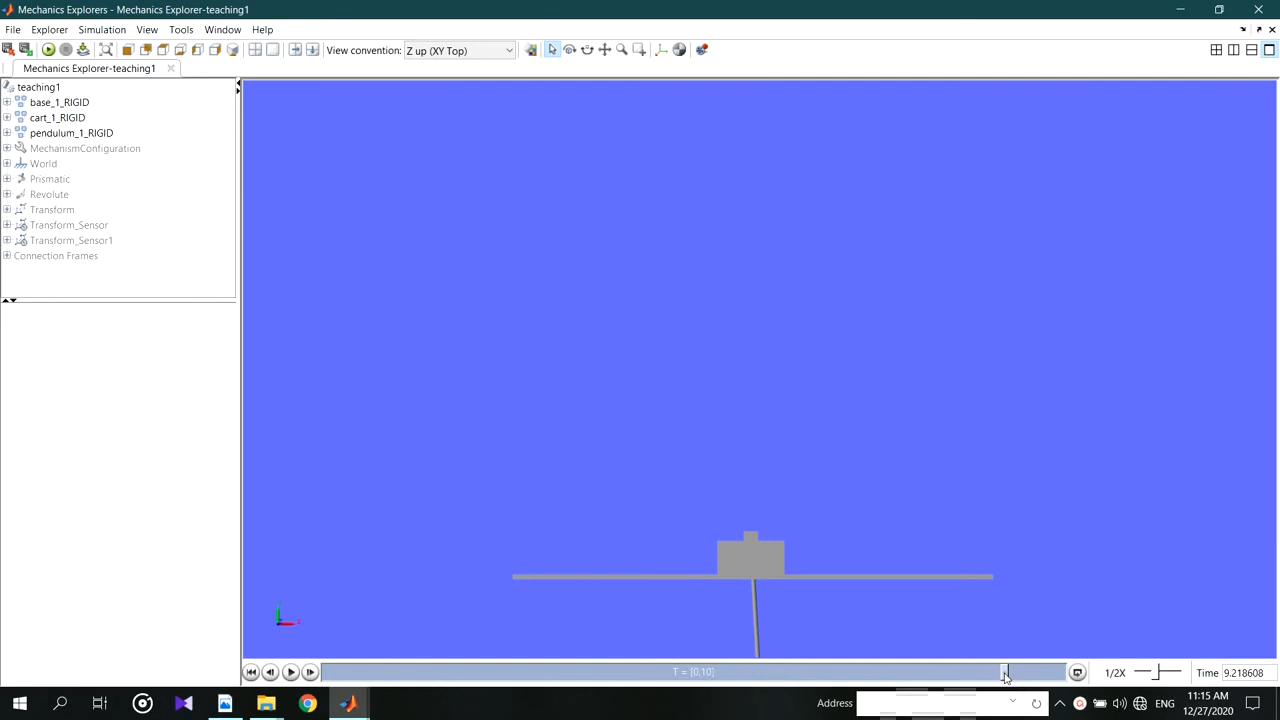 Mechanics Explorers - Mechanics Explorer-teaching1
File Explorer Simulation View Tools Window Help
View convention: Z up (XY Top)
Mechanics Explorer-teaching1
teaching1
base_1_RIGID
cart_1_RIGID
pendulum_1_RIGID
MechanismConfiguration
World
Prismatic
Revolute
Transform
Transform_Sensor
Transform_Sensor1
Connection Frames
T = [0,10]
1/2X
Time 9.218608
Address
ENG
11:15 AM
12/27/2020